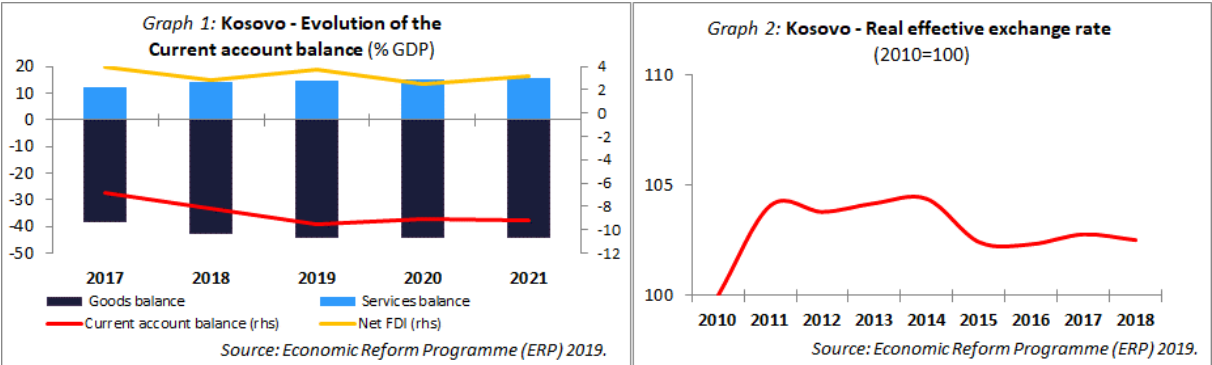 Graph 1: Kosovo - Evolution of the
Current account balance (% GDP)
20
10
0
-10
-20
-30
-40
-50
4
2
0
-2
-4
-6
-8
-10
-12
2017 2018 2019 2020 2021
Goods balance Services balance
Current account balance (rhs) Net FDI (rhs)
Source: Economic Reform Programme (ERP) 2019.
Graph 2: Kosovo - Real effective exchange rate
(2010=100)
110
105
100
2010 2011 2012 2013 2014 2015 2016 2017 2018
Source: Economic Reform Programme (ERP) 2019.